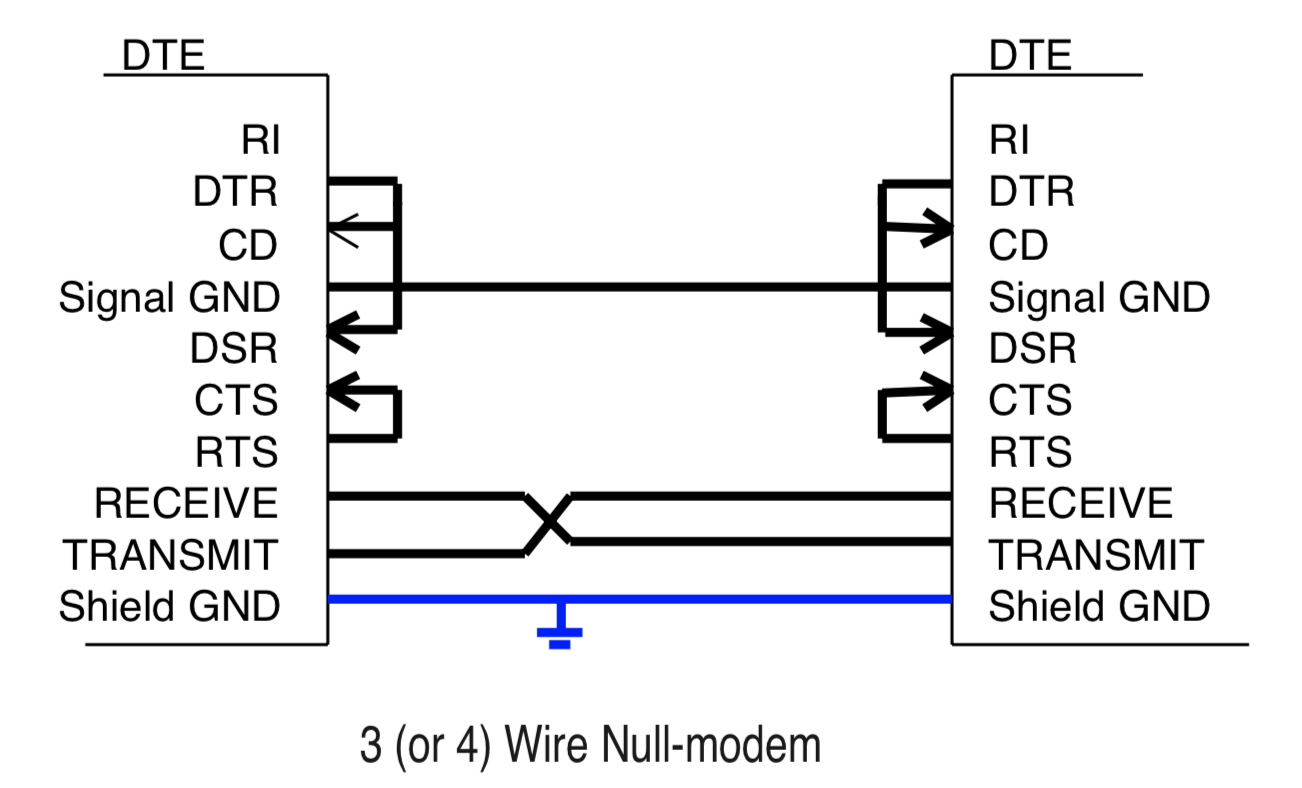 DTE DTE
RI RI
DTR DTR
CD CD
Signal GND Signal GND
DSR DSR
CTS CTS
RTS RTS
RECEIVE RECEIVE
TRANSMIT TRANSMIT
Shield GND Shield GND
3 (or 4) Wire Null-modem